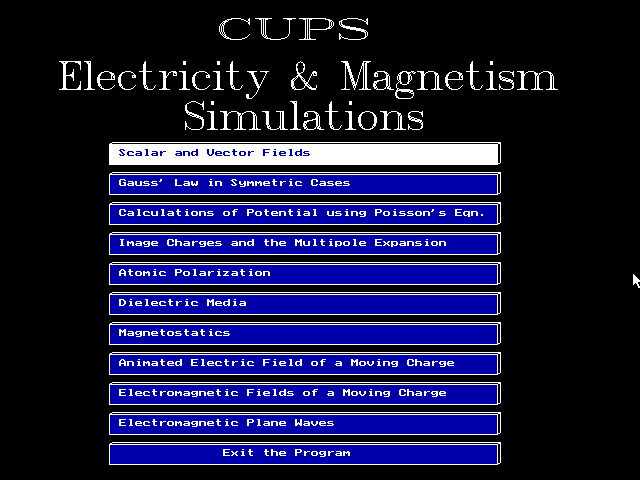 CUPS
Electricity & Magnetism
Simulations
Scalar and Vector Fields
Gauss' Law in Symmetric Cases
Calculations of Potential using Poisson's Eqn.
Image Charges and the Multipole Expansion
Atomic Polarization
Dielectric Media
Magnetostatics
Animated Electric Field of a Moving Charge
Electromagnetic Fields of a Moving Charge
Electromagnetic Plane Waves
Exit the Program